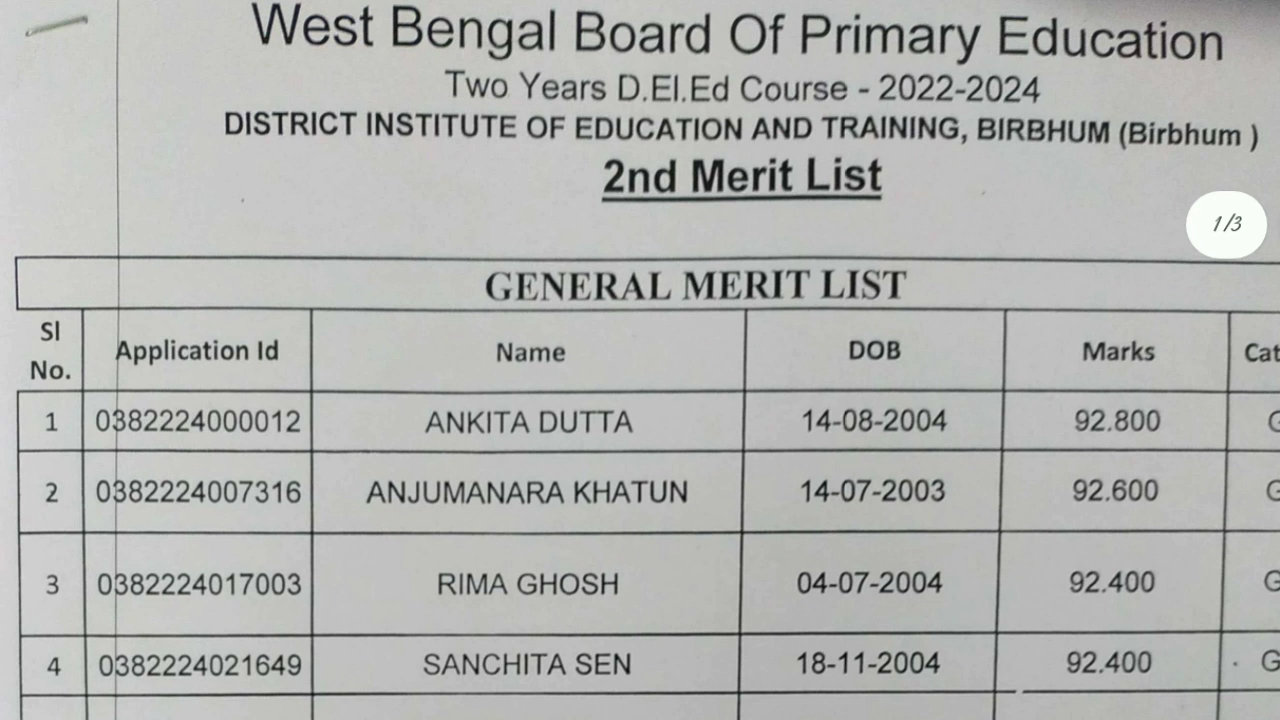 West Bengal Board Of Primary Education
Two Years D.El.Ed Course - 2022-2024
DISTRICT INSTITUTE OF EDUCATION AND TRAINING, BIRBHUM (Birbhum )
2nd Merit List
1/3
GENERAL MERIT LIST
Sl No. Application Id Name DOB Marks Cat
1 0382224000012 ANKITA DUTTA 14-08-2004 92.800 G
2 0382224007316 ANJUMANARA KHATUN 14-07-2003 92.600 G
3 0382224017003 RIMA GHOSH 04-07-2004 92.400 G
4 0382224021649 SANCHITA SEN 18-11-2004 92.400 G